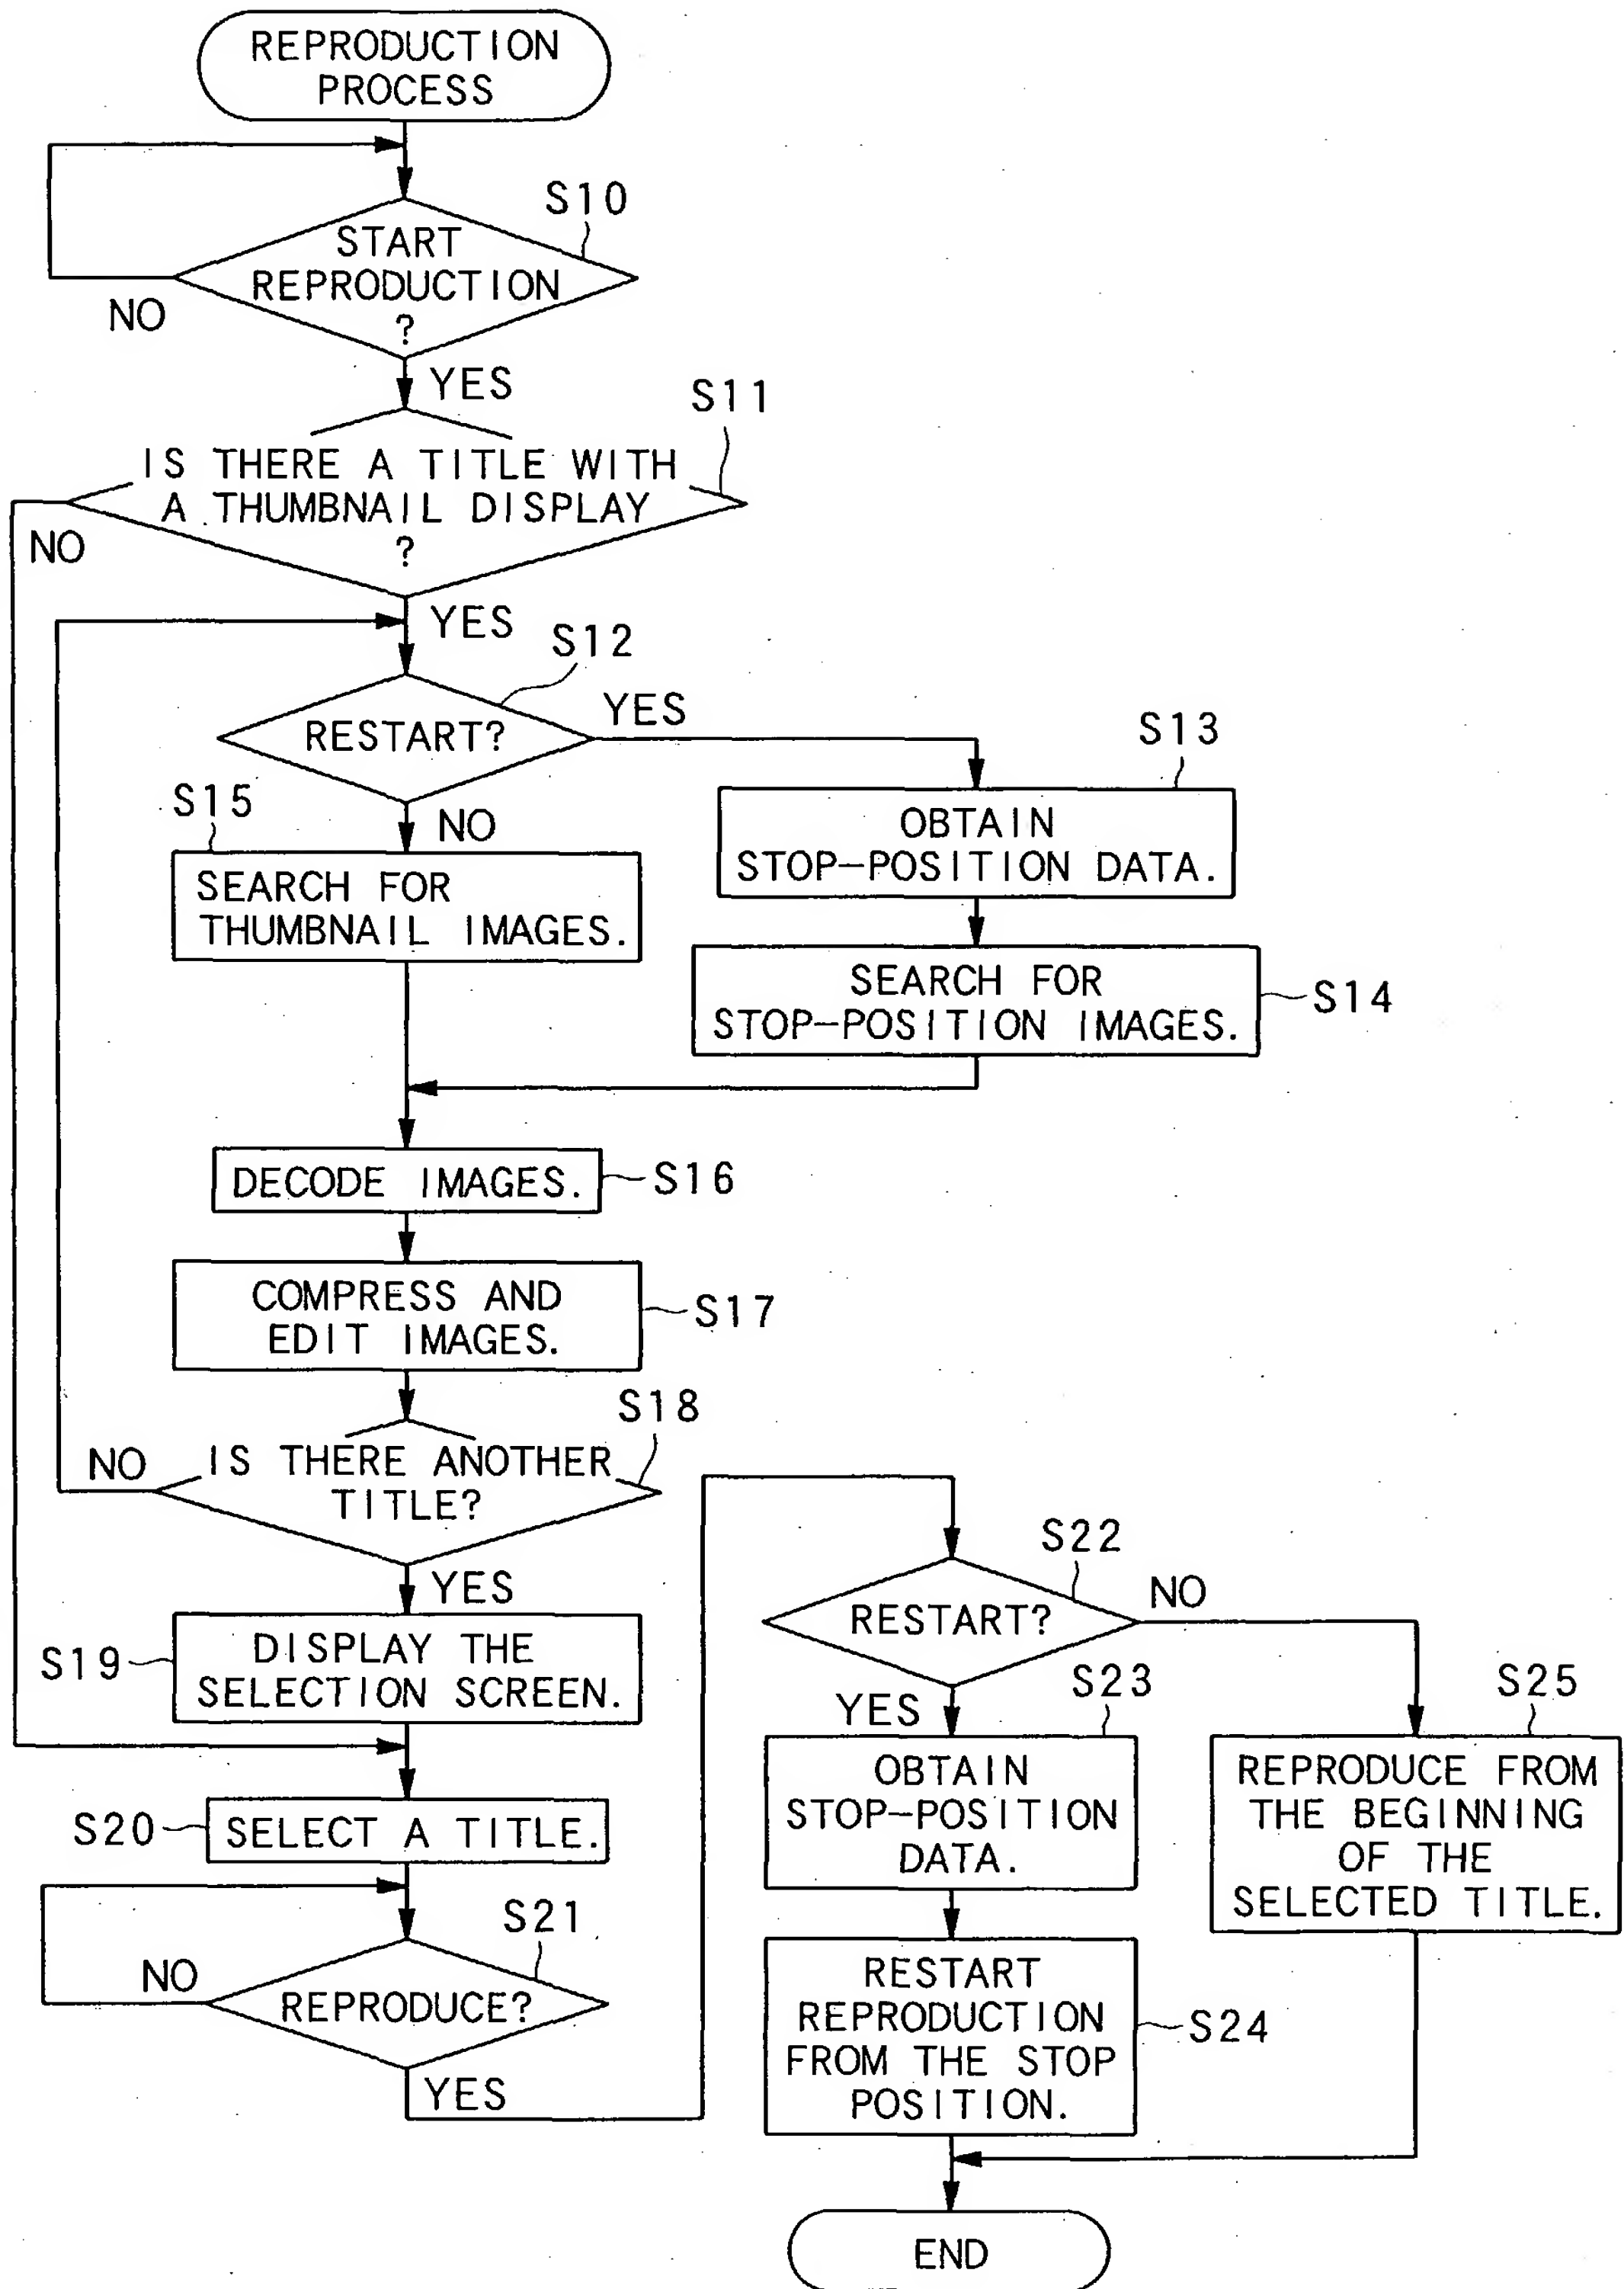 REPRODUCTION
PROCESS
S10
START
REPRODUCTION
?
NO
YES
S11
IS THERE A TITLE WITH
A THUMBNAIL DISPLAY
?
NO
YES
S12
RESTART?
YES
S13
OBTAIN
STOP-POSITION DATA.
S15
NO
SEARCH FOR
THUMBNAIL IMAGES.
SEARCH FOR
STOP-POSITION IMAGES.
S14
DECODE IMAGES.
S16
COMPRESS AND
EDIT IMAGES.
S17
S18
IS THERE ANOTHER
TITLE?
NO
YES
S19
DISPLAY THE
SELECTION SCREEN.
S20
SELECT A TITLE.
S21
NO
REPRODUCE?
YES
S22
RESTART?
NO
YES
S23
OBTAIN
STOP-POSITION
DATA.
S25
REPRODUCE FROM
THE BEGINNING
OF THE
SELECTED TITLE.
RESTART
REPRODUCTION
FROM THE STOP
POSITION.
S24
END